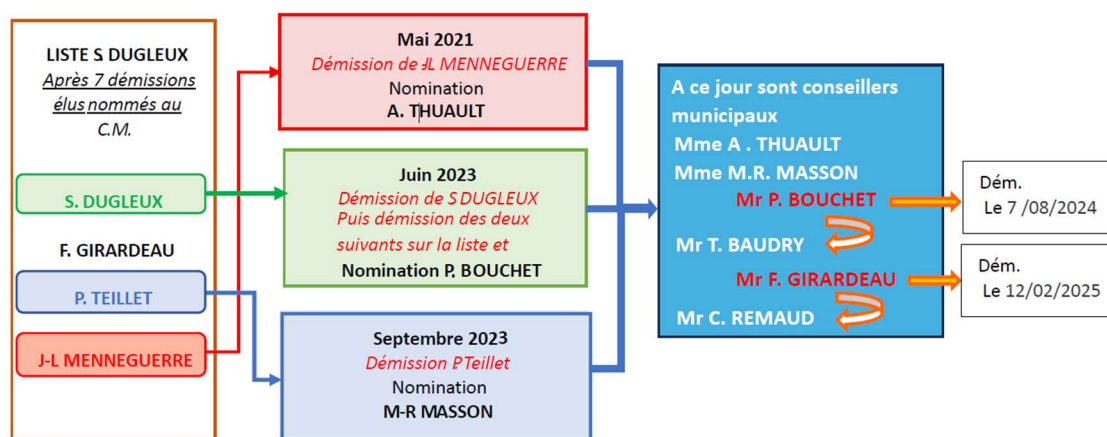 LISTE S. DUGLEUX
Après 7 démissions
élus nommés au
C.M.
S. DUGLEUX
F. GIRARDEAU
P. TEILLET
J-L MENNEGUERRE
Mai 2021
Démission de J-L MENNEGUERRE
Nomination
A. THUAULT
Juin 2023
Démission de S DUGLEUX
Puis démission des deux
suivants sur la liste et
Nomination P. BOUCHET
Septembre 2023
Démission P.Teillet
Nomination
M-R MASSON
A ce jour sont conseillers
municipaux
Mme A . THUAULT
Mme M.R. MASSON
Mr P. BOUCHET
Mr T. BAUDRY
Mr F. GIRARDEAU
Mr C. REMAUD
Dém.
Le 7 /08/2024
Dém.
Le 12/02/2025